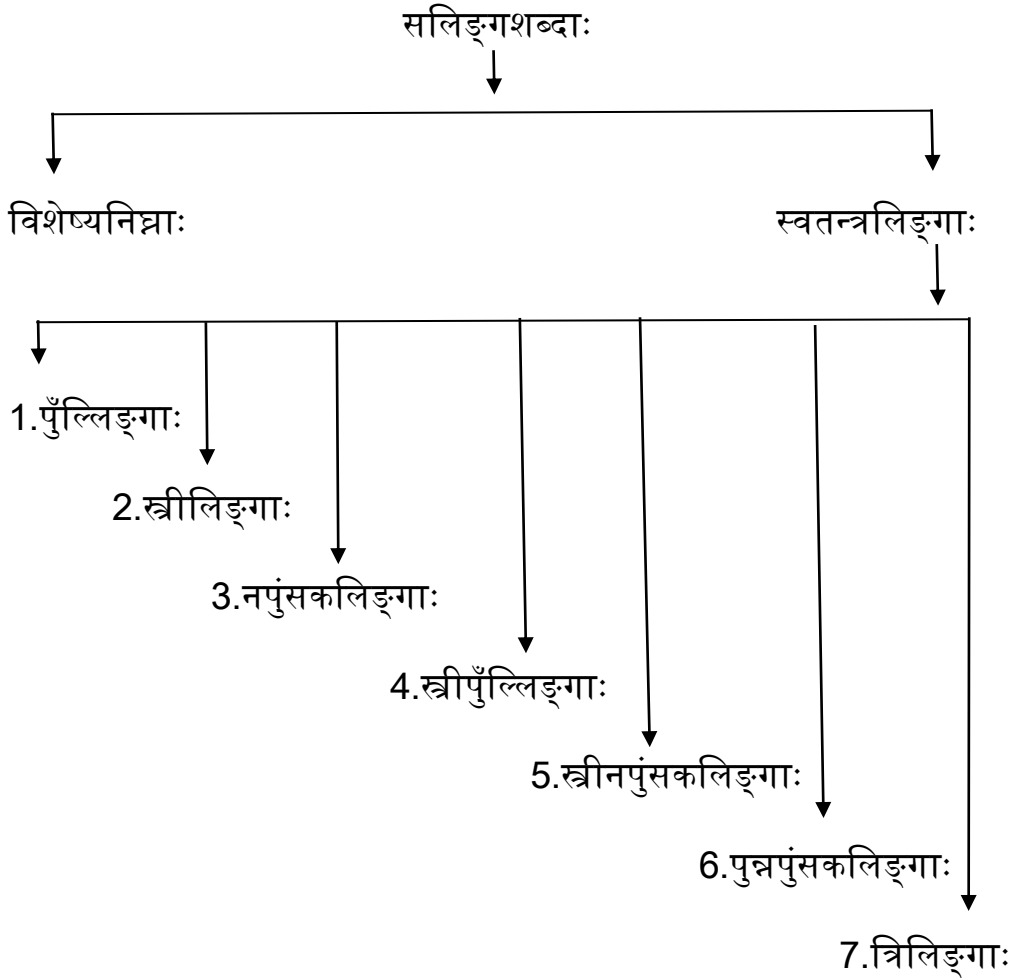 सलिङ्गशब्दाः
विशेष्यनिघ्नाः
स्वतन्त्रलिङ्गाः
1.पुँल्लिङ्गाः
2.स्त्रीलिङ्गाः
3.नपुंसकलिङ्गाः
4.स्त्रीपुँल्लिङ्गाः
5.स्त्रीनपुंसकलिङ्गाः
6.पुन्नपुंसकलिङ्गाः
7.त्रिलिङ्गाः